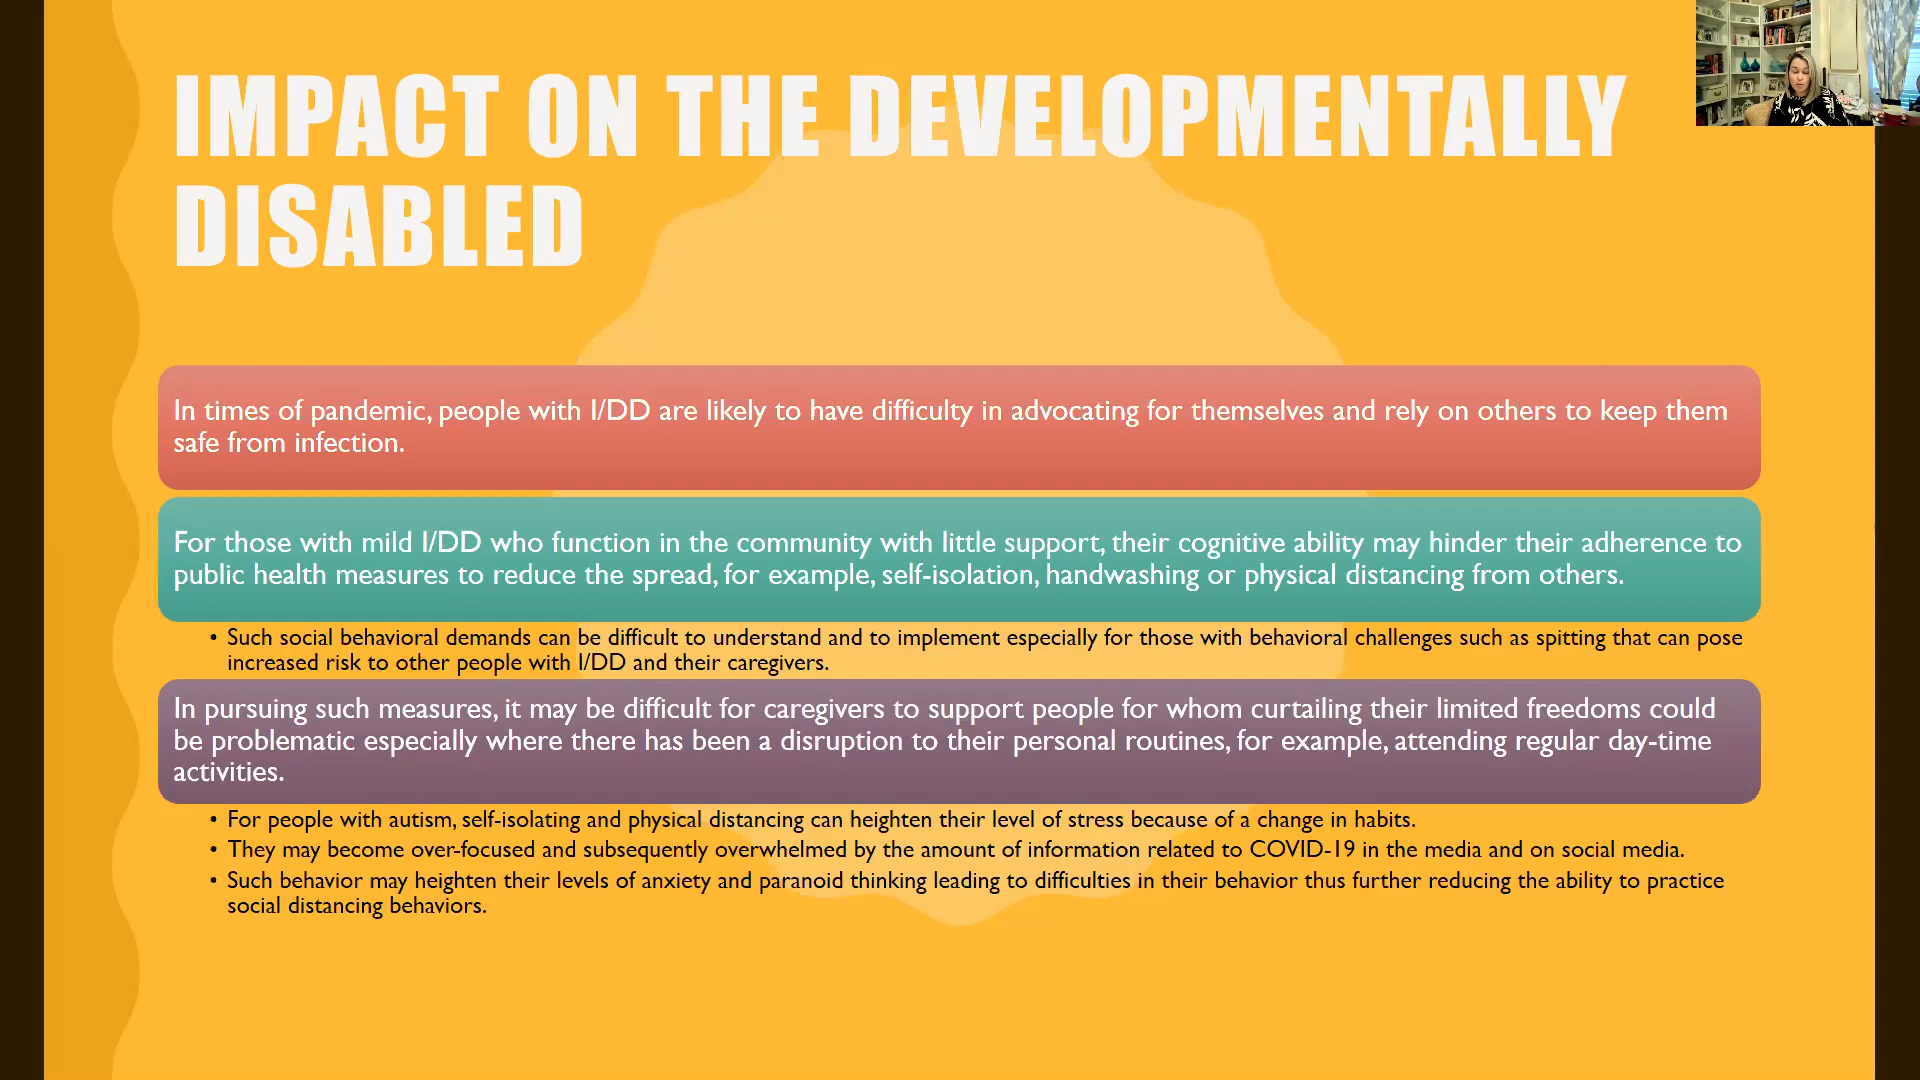 IMPACT ON THE DEVELOPMENTALLY
DISABLED
In times of pandemic, people with I/DD are likely to have difficulty in advocating for themselves and rely on others to keep them
safe from infection.
For those with mild I/DD who function in the community with little support, their cognitive ability may hinder their adherence to
public health measures to reduce the spread, for example, self-isolation, handwashing or physical distancing from others.
• Such social behavioral demands can be difficult to understand and to implement especially for those with behavioral challenges such as spitting that can pose
increased risk to other people with I/DD and their caregivers.
In pursuing such measures, it may be difficult for caregivers to support people for whom curtailing their limited freedoms could
be problematic especially where there has been a disruption to their personal routines, for example, attending regular day-time
activities.
• For people with autism, self-isolating and physical distancing can heighten their level of stress because of a change in habits.
• They may become over-focused and subsequently overwhelmed by the amount of information related to COVID-19 in the media and on social media.
• Such behavior may heighten their levels of anxiety and paranoid thinking leading to difficulties in their behavior thus further reducing the ability to practice
social distancing behaviors.